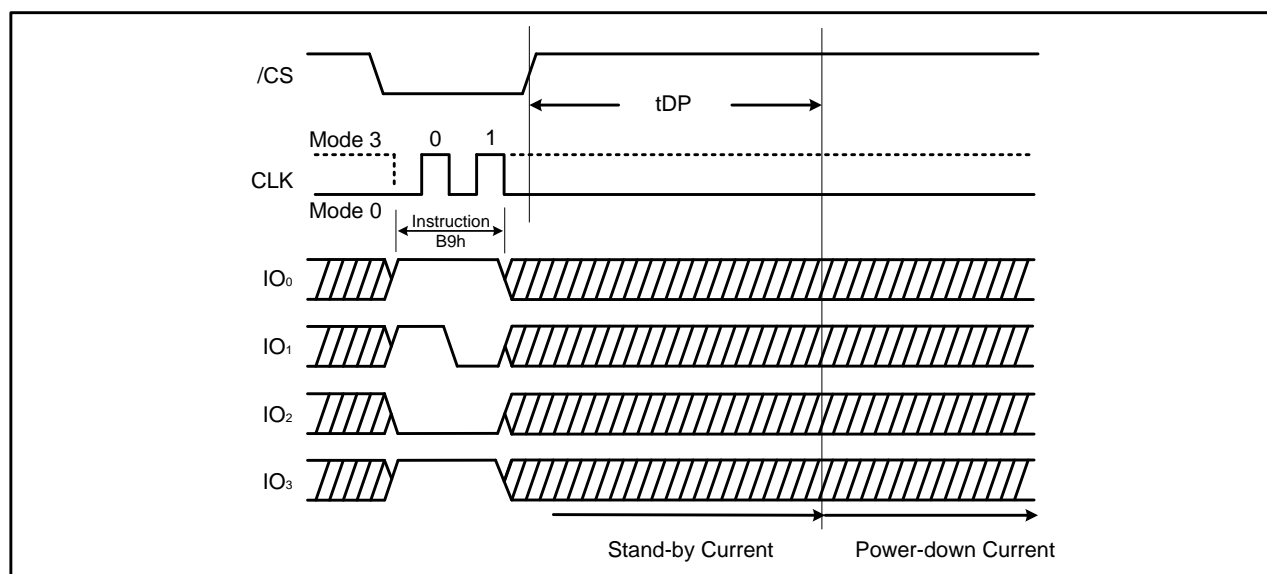 /CS
tDP
Mode 3 0 1
CLK
Mode 0
Instruction
B9h
IO₀
IO₁
IO₂
IO₃
Stand-by Current Power-down Current